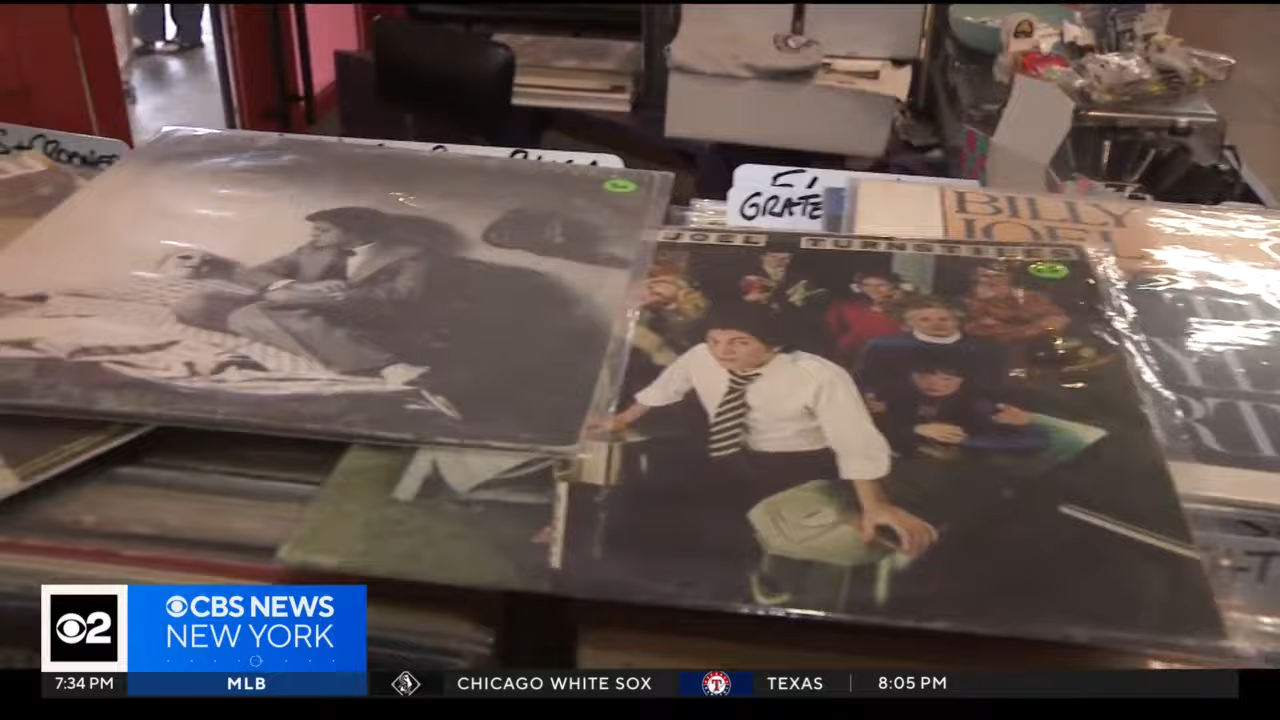 GRATE
BILLY
JOEL
JOEL TURNSTILES
2
CBS NEWS
NEW YORK
7:34 PM
MLB
CHICAGO WHITE SOX
TEXAS
8:05 PM